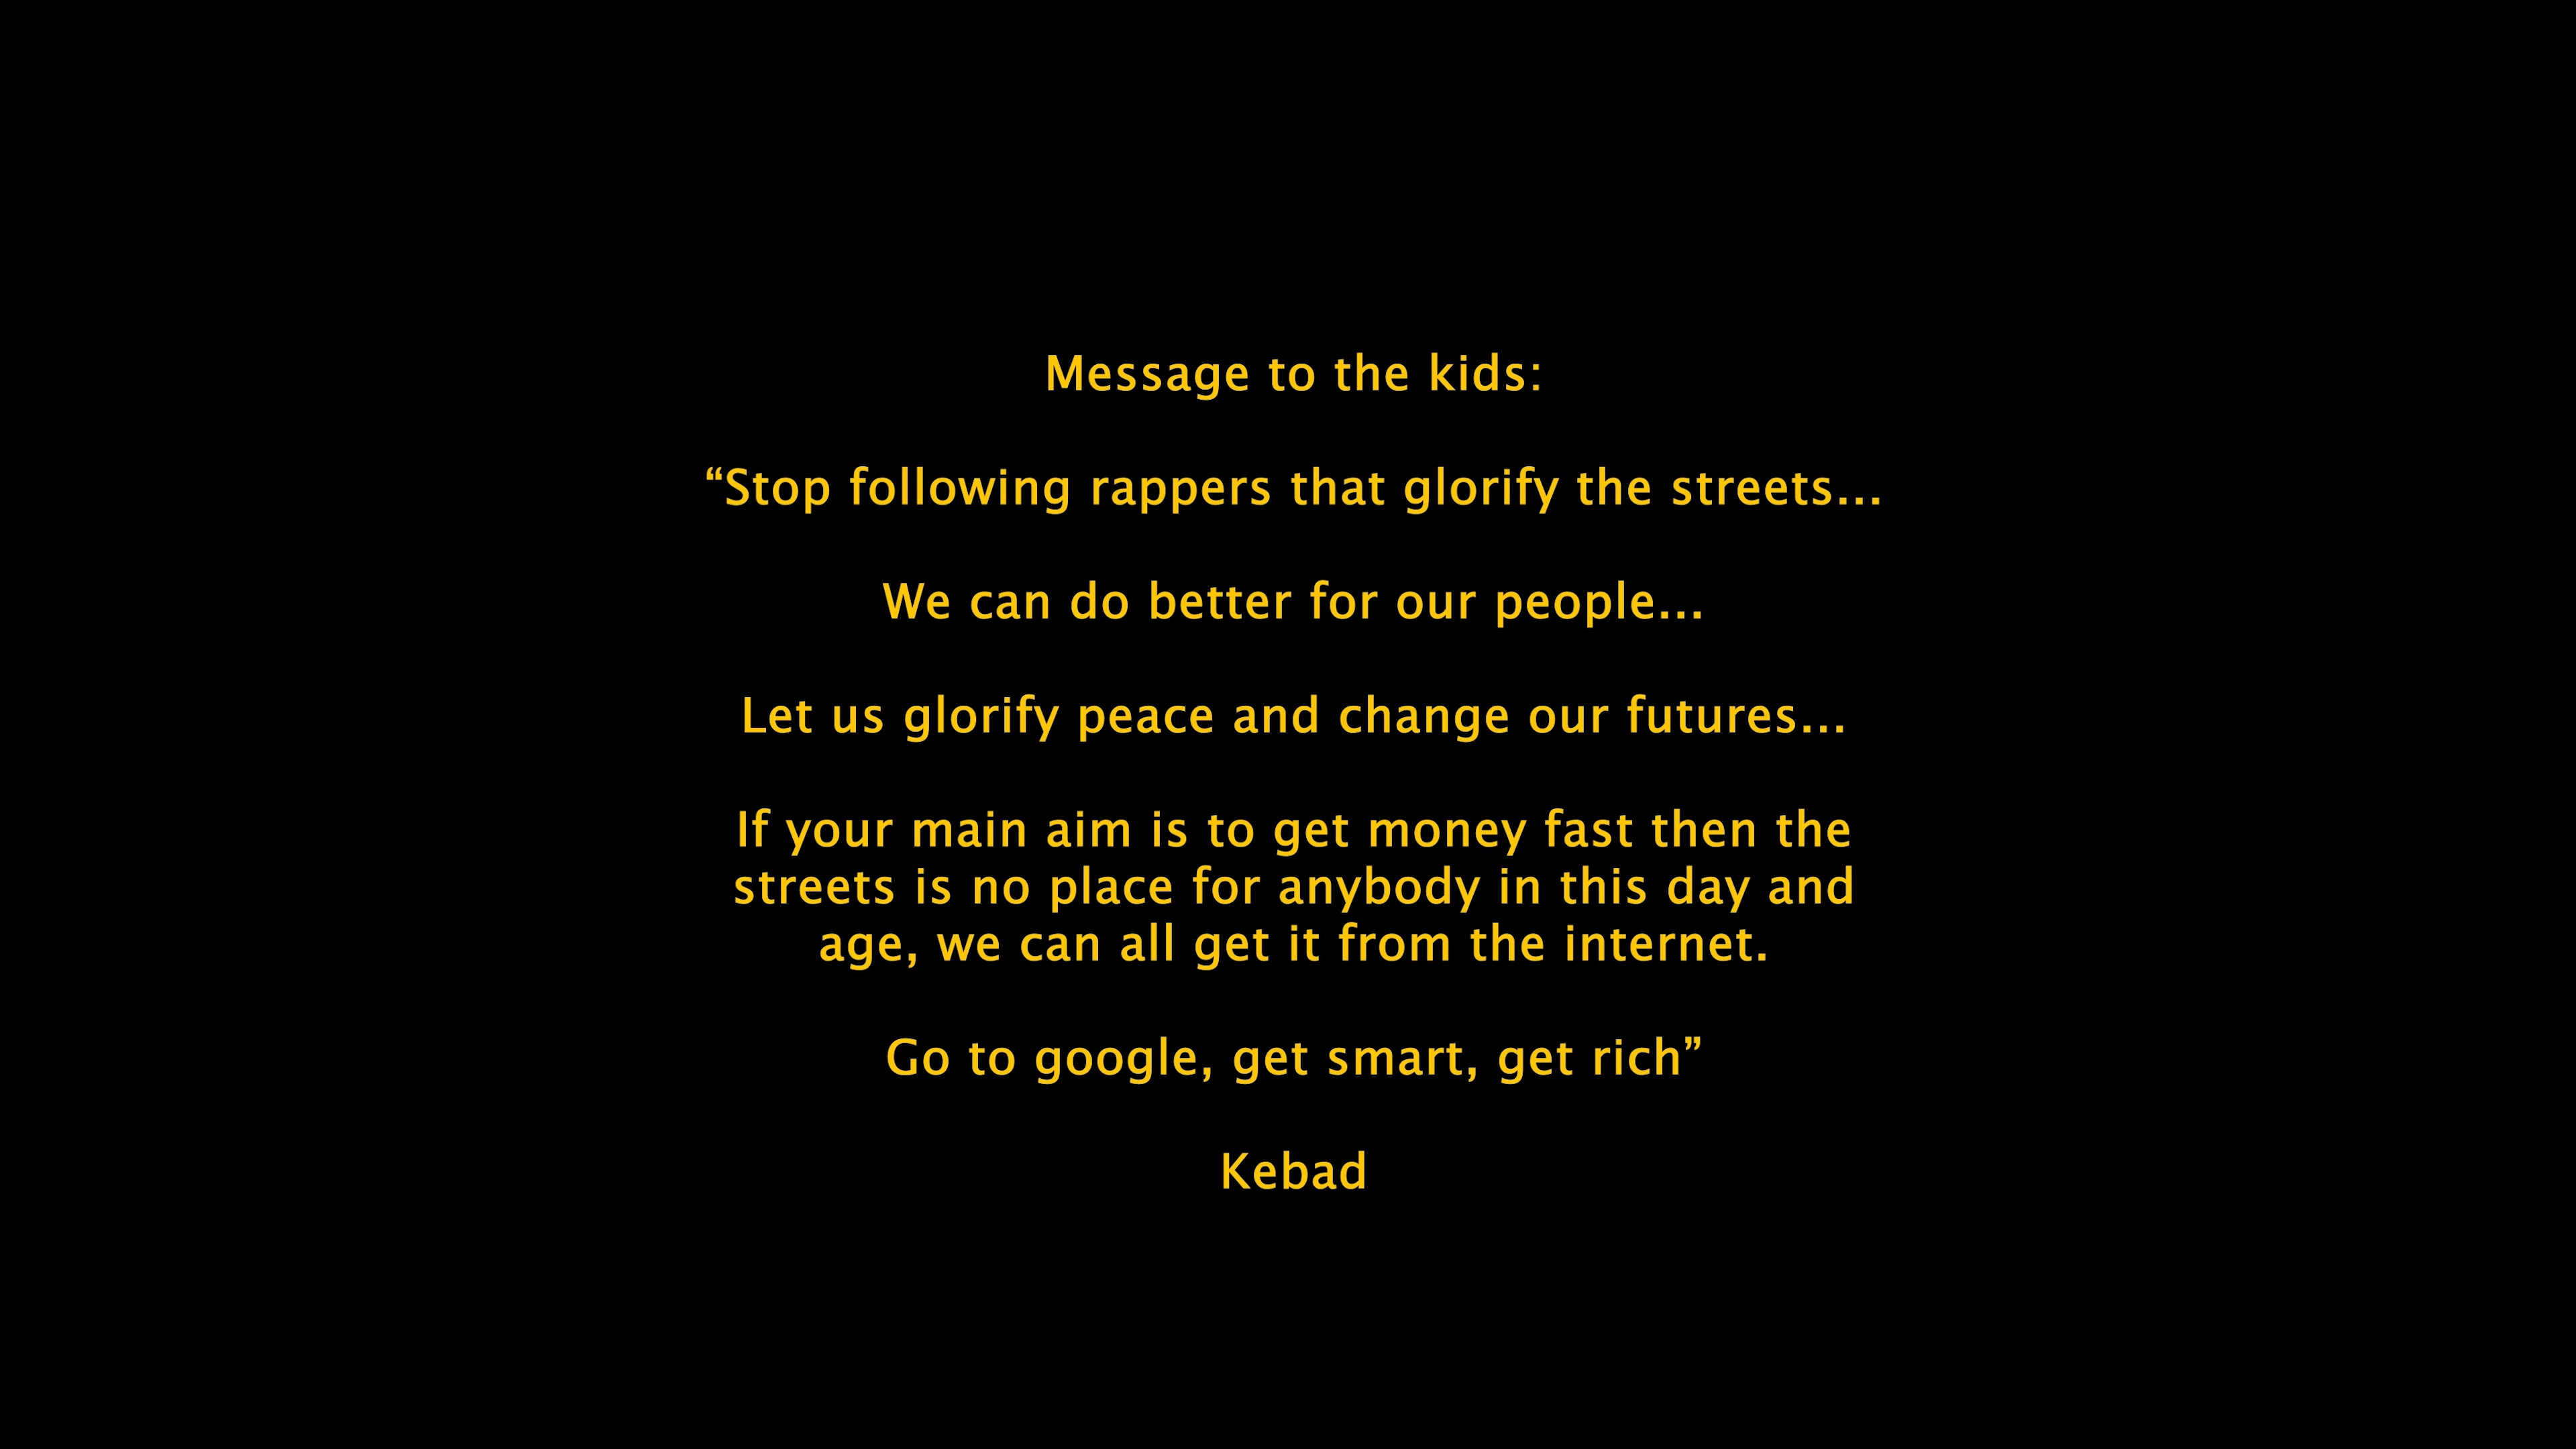 Message to the kids:
“Stop following rappers that glorify the streets...
We can do better for our people...
Let us glorify peace and change our futures...
If your main aim is to get money fast then the
streets is no place for anybody in this day and
age, we can all get it from the internet.
Go to google, get smart, get rich”
Kebad